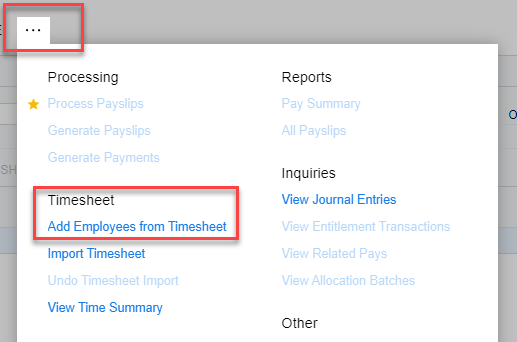 ...
Processing
Process Payslips
Generate Payslips
Generate Payments
Timesheet
Add Employees from Timesheet
Import Timesheet
Undo Timesheet Import
View Time Summary
Reports
Pay Summary
All Payslips
Inquiries
View Journal Entries
View Entitlement Transactions
View Related Pays
View Allocation Batches
Other